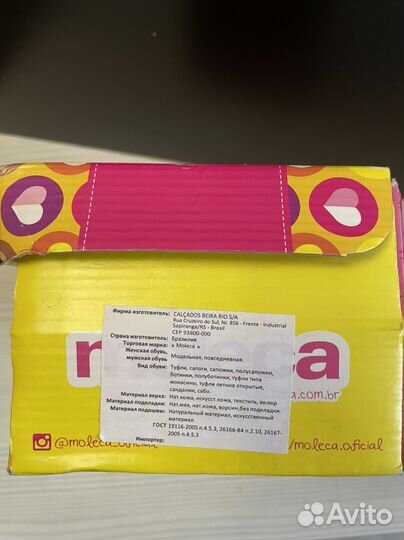 Фирма изготовитель: CALÇADOS BEIRA RIO S/A
Rua Cruzeiro do Sul, Nr. 856 - Frente - Industrial
Sapiranga/RS - Brasil
CEP 93800-000
Страна изготовитель: Бразилия
Торговая марка: « Moleca »
Женская обувь,
мужская обувь Модельная, повседневная.
Вид обуви: Туфли, сапоги, сапожки, полусапожки,
ботинки, полуботинки, туфли типа
мокасины, туфли летние открытые,
сандалии, сабо.
Материал верха: Нат.кожа, искусст.кожа, текстиль, велюр
Материал подкладки: Нат.мех, нат.кожа, ворсин,без подкладки.
Материал подошвы: Натуральный материал, искусственный
материал.
ГОСТ 19116-2005 п.4.5.3, 26166-84 п.2.10, 26167-
2005 п.4.5.3
Импортер:
ca
.com.br
@moleca_oficial
/moleca.oficial
Avito